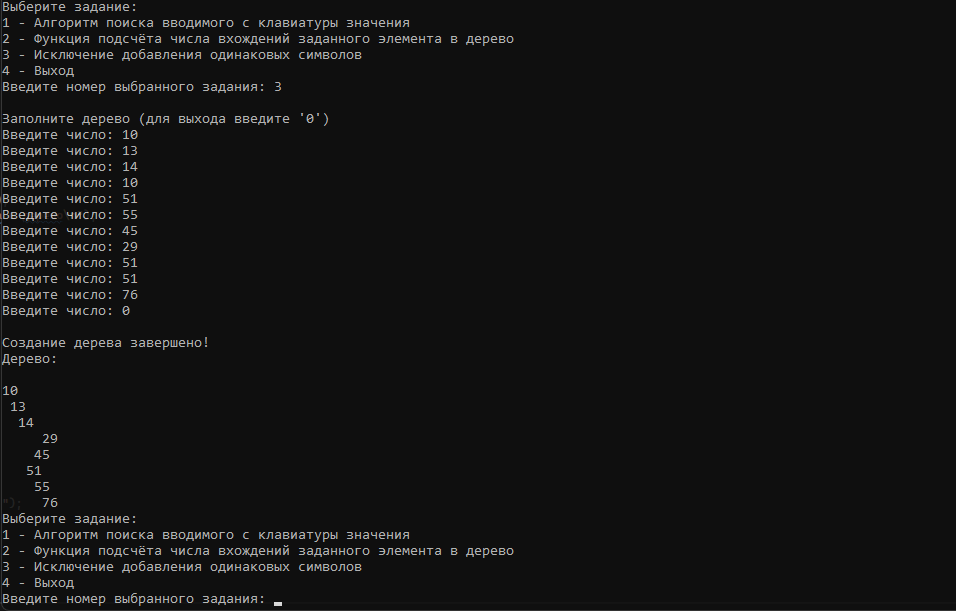 Выберите задание:
1 - Алгоритм поиска вводимого с клавиатуры значения
2 - Функция подсчёта числа вхождений заданного элемента в дерево
3 - Исключение добавления одинаковых символов
4 - Выход
Введите номер выбранного задания: 3
Заполните дерево (для выхода введите '0')
Введите число: 10
Введите число: 13
Введите число: 14
Введите число: 10
Введите число: 51
Введите число: 55
Введите число: 45
Введите число: 29
Введите число: 51
Введите число: 51
Введите число: 76
Введите число: 0
Создание дерева завершено!
Дерево:
10
13
14
29
45
51
55
"); 76
Выберите задание:
1 - Алгоритм поиска вводимого с клавиатуры значения
2 - Функция подсчёта числа вхождений заданного элемента в дерево
3 - Исключение добавления одинаковых символов
4 - Выход
Введите номер выбранного задания: